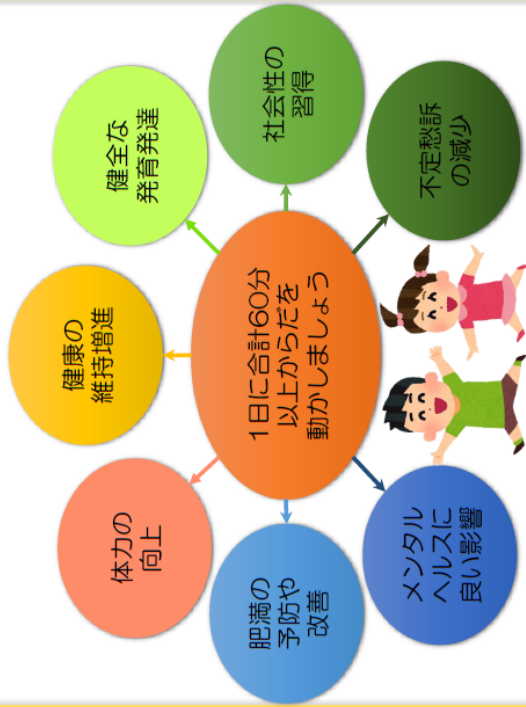 1日に合計60分
以上からだを
動かしましょう
健康の
維持増進
健全な
発育発達
社会性の
習得
不定愁訴
の減少
体力の
向上
肥満の
予防や
改善
メンタル
ヘルスに
良い影響